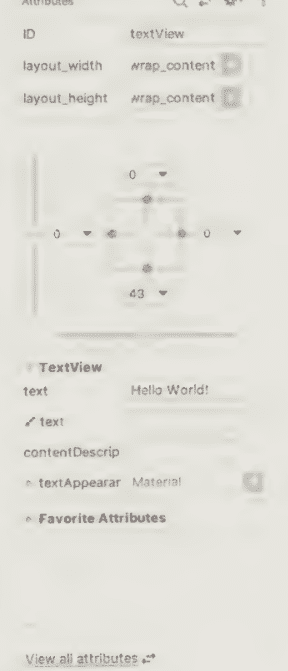 Attributes
ID textView
layout_width wrap_content
layout_height wrap_content
0
0 0
43
TextView
text Hello World!
text
contentDescrip
textAppearar Material
Favorite Attributes
View all attributes